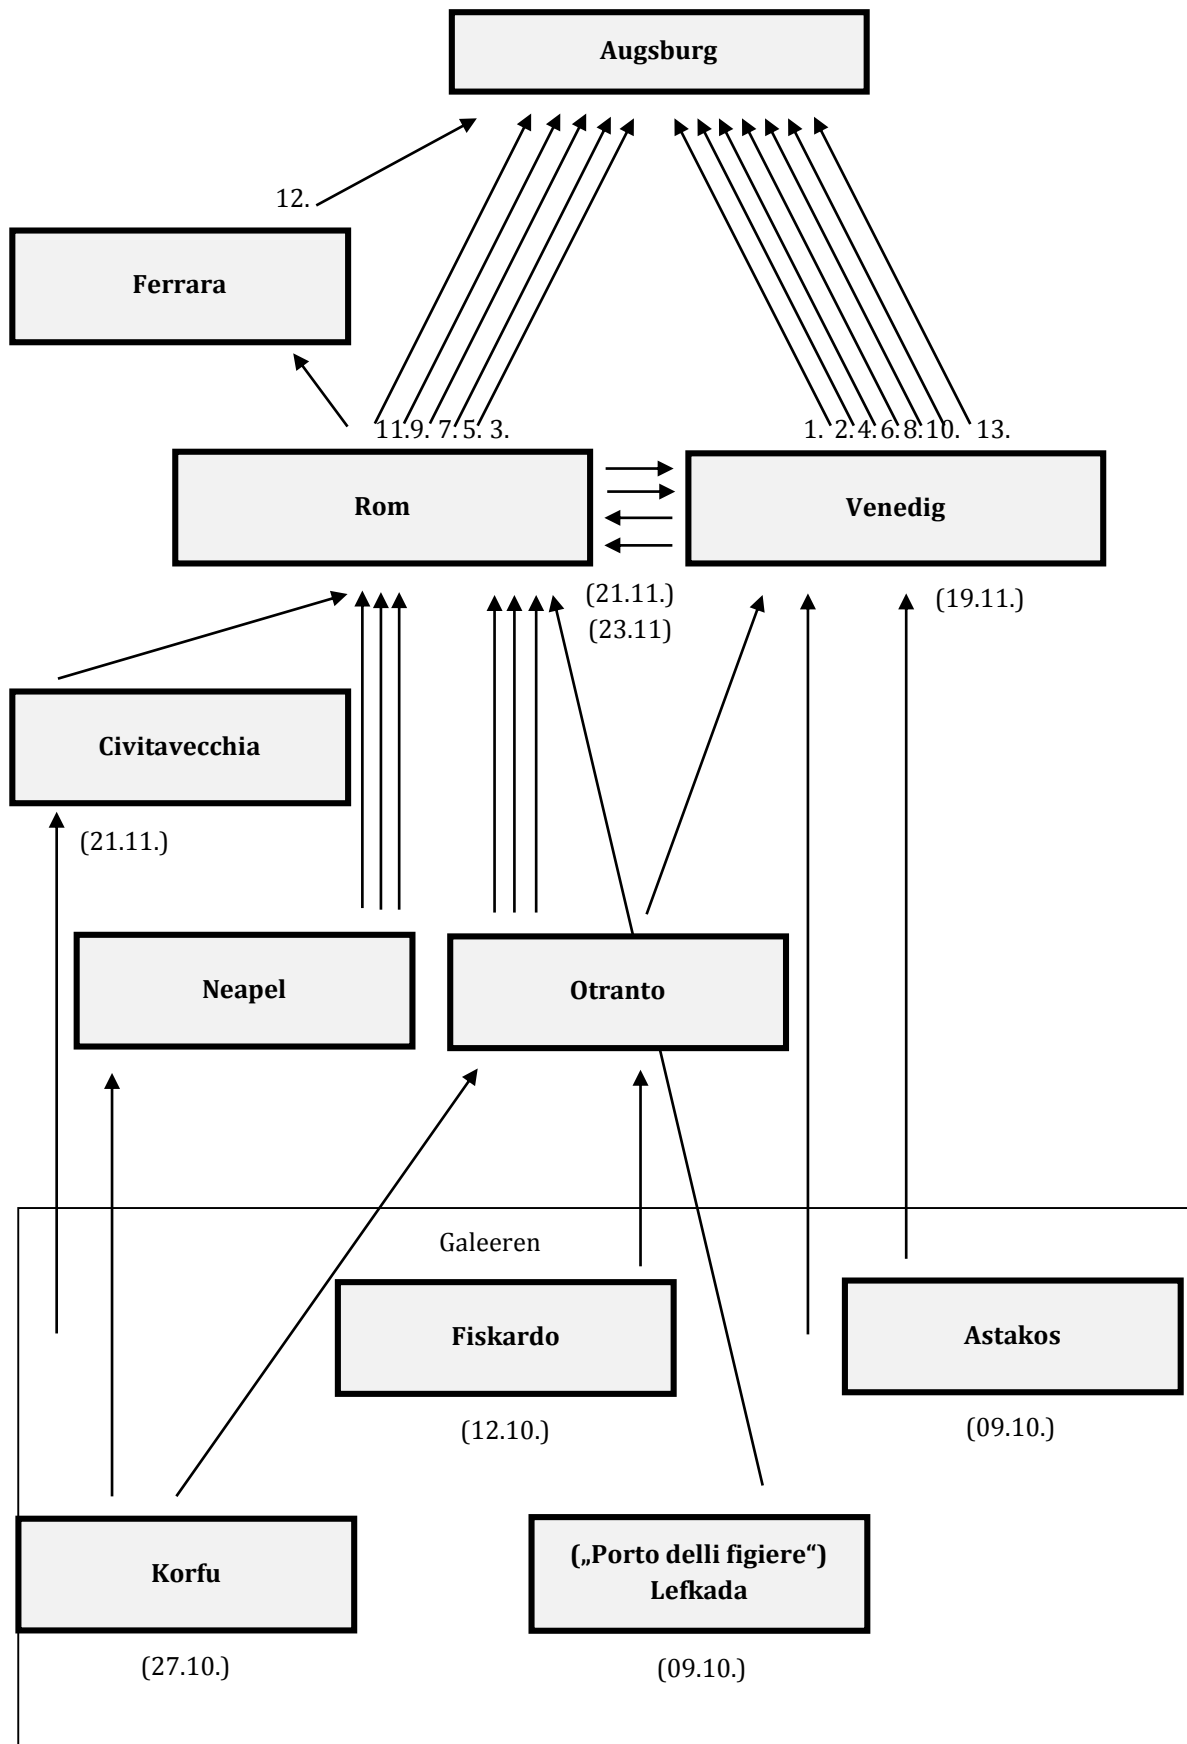 Augsburg
12.
Ferrara
11.9. 7. 5. 3.
1. 2. 4. 6. 8. 10. 13.
Rom
Venedig
(21.11.)
(23.11)
(19.11.)
Civitavecchia
(21.11.)
Neapel
Otranto
Galeeren
Fiskardo
Astakos
(12.10.)
(09.10.)
Korfu
(„Porto delli figiere“)
Lefkada
(27.10.)
(09.10.)